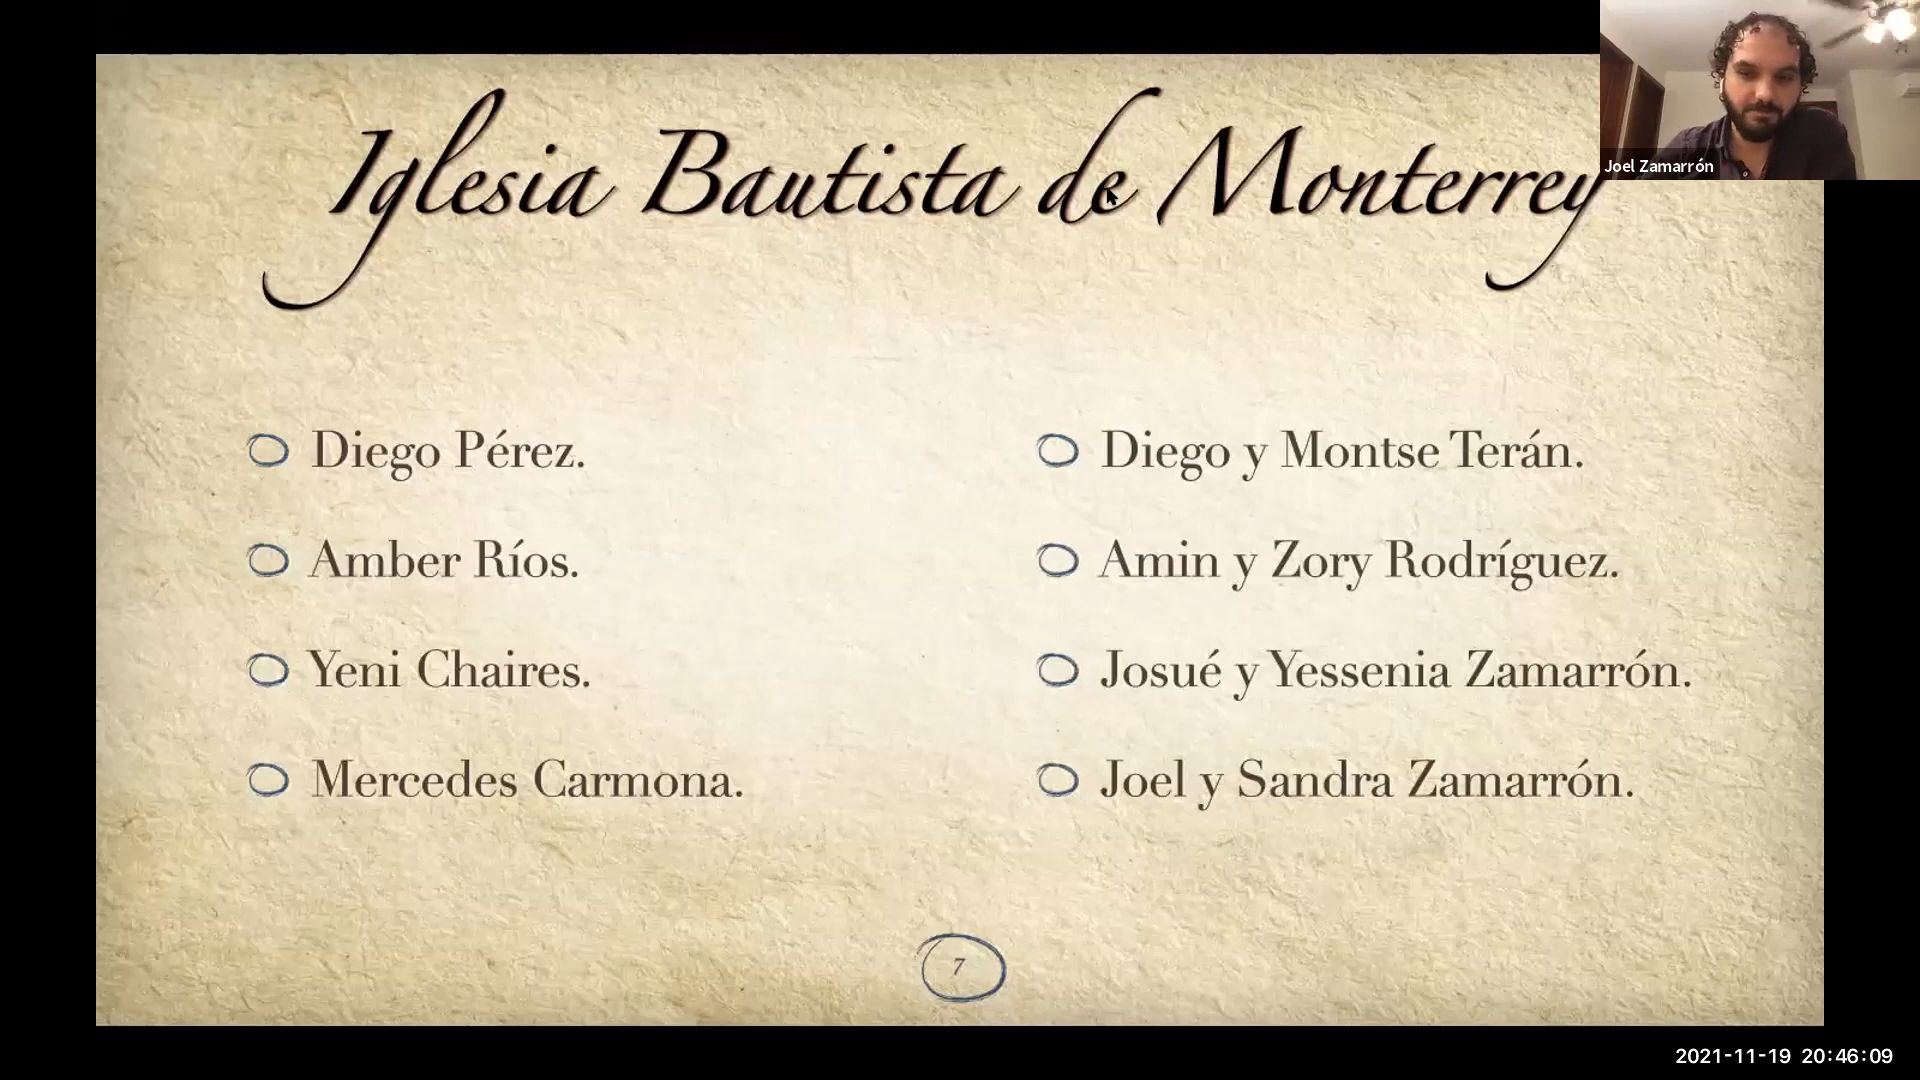 Iglesia Bautista de Monterrey
Joel Zamarrón
Diego Pérez.
Amber Ríos.
Yeni Chaires.
Mercedes Carmona.
Diego y Montse Terán.
Amin y Zory Rodríguez.
Josué y Yessenia Zamarrón.
Joel y Sandra Zamarrón.
7
2021-11-19 20:46:09